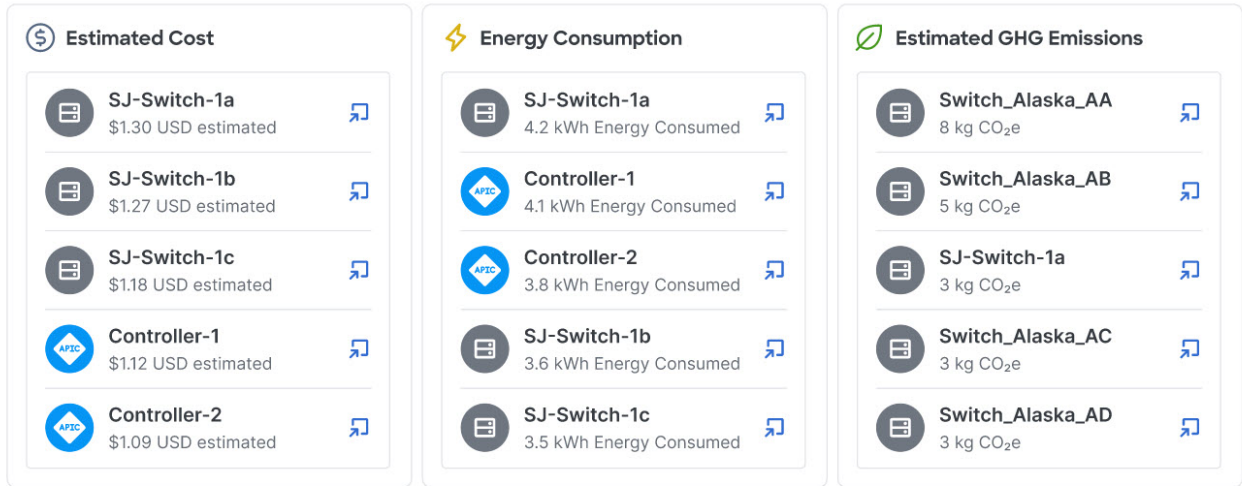 Estimated Cost
SJ-Switch-1a
$1.30 USD estimated
SJ-Switch-1b
$1.27 USD estimated
SJ-Switch-1c
$1.18 USD estimated
APIC
Controller-1
$1.12 USD estimated
APIC
Controller-2
$1.09 USD estimated
Energy Consumption
SJ-Switch-1a
4.2 kWh Energy Consumed
APIC
Controller-1
4.1 kWh Energy Consumed
APIC
Controller-2
3.8 kWh Energy Consumed
SJ-Switch-1b
3.6 kWh Energy Consumed
SJ-Switch-1c
3.5 kWh Energy Consumed
Estimated GHG Emissions
Switch_Alaska_AA
8 kg CO₂e
Switch_Alaska_AB
5 kg CO₂e
SJ-Switch-1a
3 kg CO₂e
Switch_Alaska_AC
3 kg CO₂e
Switch_Alaska_AD
3 kg CO₂e